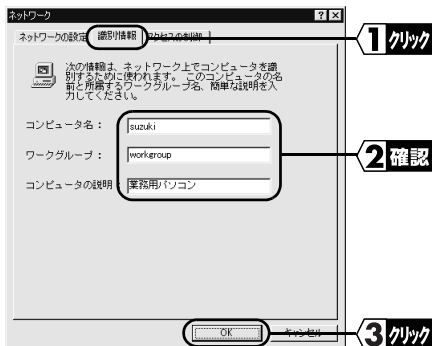 ネットワーク
ネットワークの設定 識別情報 アクセスの制御
1 クリック
次の情報は、ネットワーク上でコンピュータを識
別するために使われます。このコンピュータの名
前と所属するワークグループ名、簡単な説明を入
力してください。
コンピュータ名： suzuki
ワークグループ： workgroup
2 確認
コンピュータの説明： 業務用パソコン
OK キャンセル
3 クリック